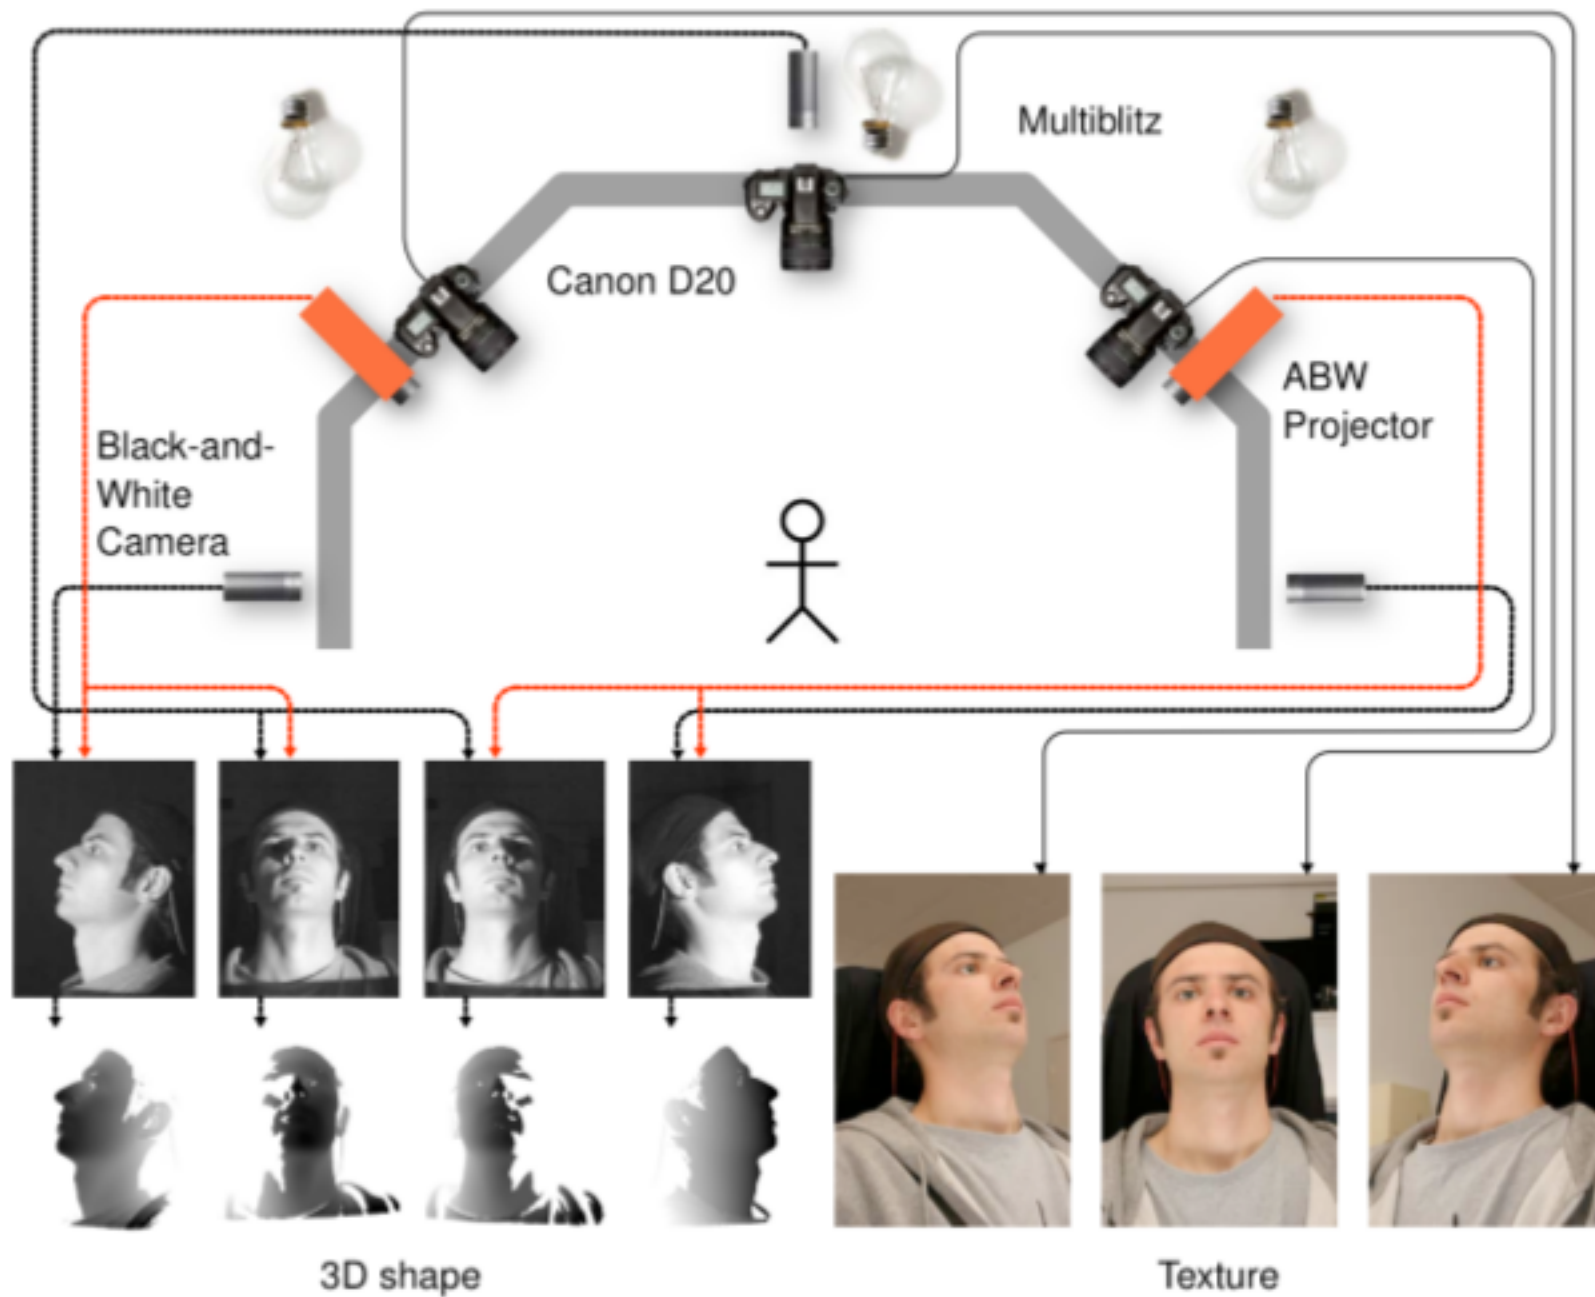 Multiblitz
Canon D20
ABW
Projector
Black-and-
White
Camera
3D shape
Texture